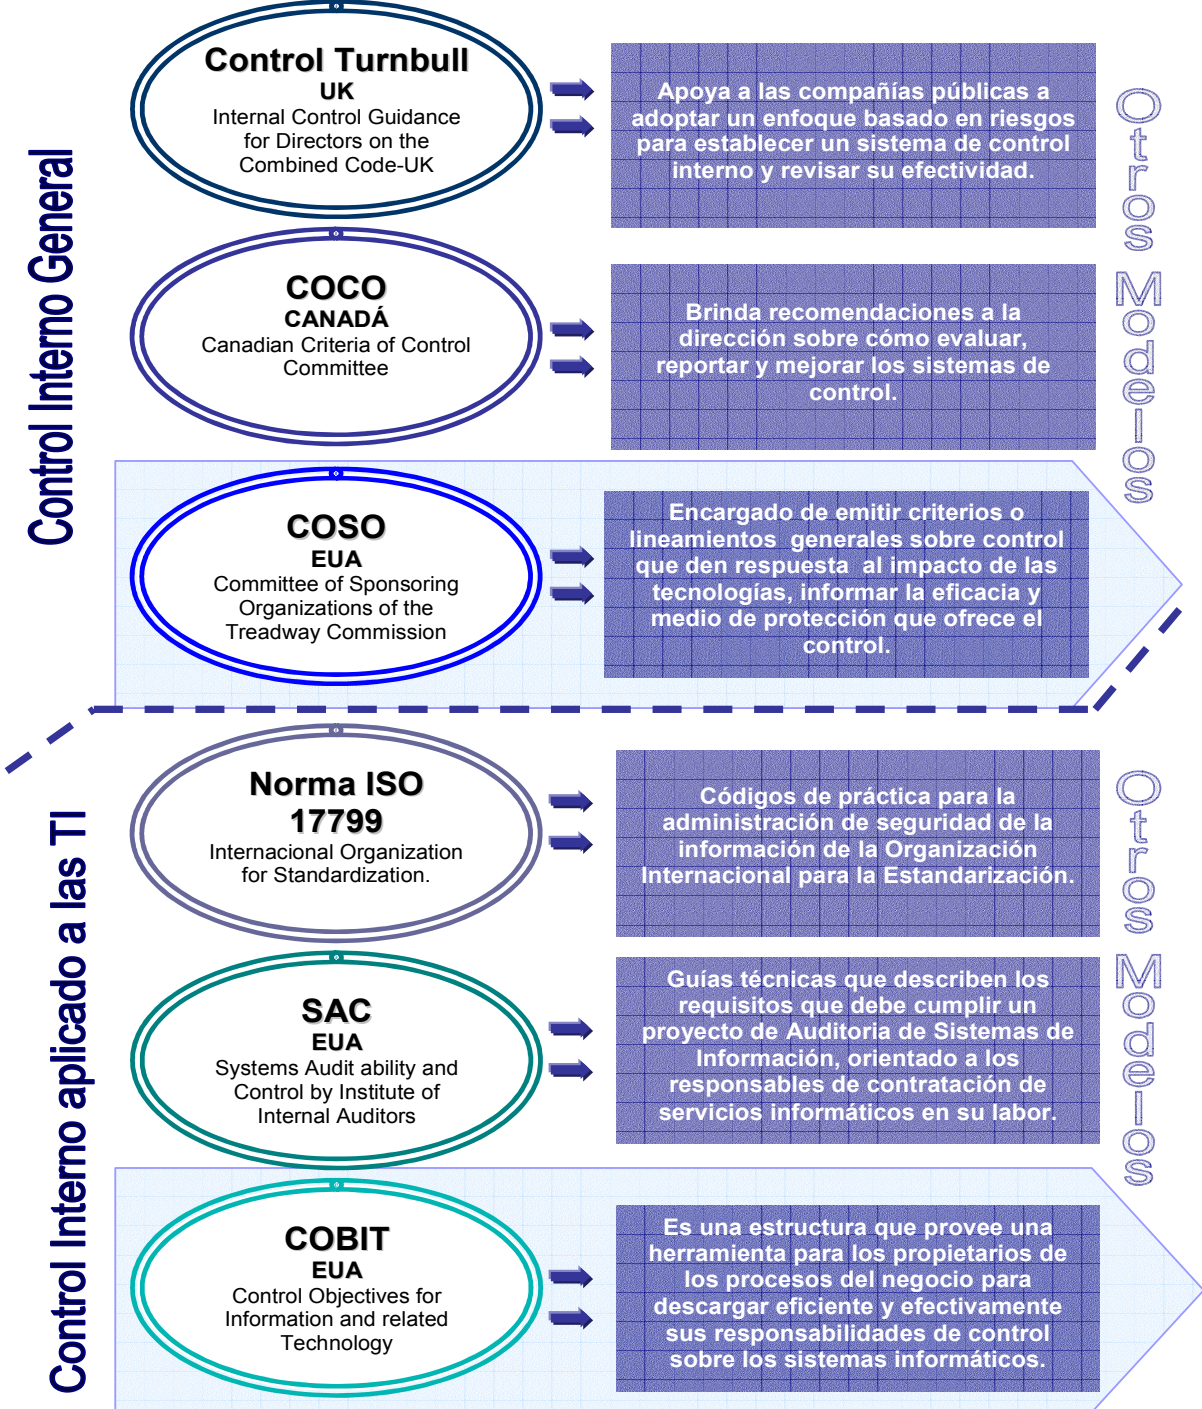 Control Interno General
Control Turnbull
UK
Internal Control Guidance
for Directors on the
Combined Code-UK
Apoya a las compañías públicas a
adoptar un enfoque basado en riesgos
para establecer un sistema de control
interno y revisar su efectividad.
COCO
CANADÁ
Canadian Criteria of Control
Committee
Brinda recomendaciones a la
dirección sobre cómo evaluar,
reportar y mejorar los sistemas de
control.
Otros Modelos
COSO
EUA
Committee of Sponsoring
Organizations of the
Treadway Commission
Encargado de emitir criterios o
lineamientos generales sobre control
que den respuesta al impacto de las
tecnologías, informar la eficacia y
medio de protección que ofrece el
control.
Control Interno aplicado a las TI
Norma ISO
17799
Internacional Organization
for Standardization.
Códigos de práctica para la
administración de seguridad de la
información de la Organización
Internacional para la Estandarización.
SAC
EUA
Systems Audit ability and
Control by Institute of
Internal Auditors
Guías técnicas que describen los
requisitos que debe cumplir un
proyecto de Auditoria de Sistemas de
Información, orientado a los
responsables de contratación de
servicios informáticos en su labor.
Otros Modelos
COBIT
EUA
Control Objectives for
Information and related
Technology
Es una estructura que provee una
herramienta para los propietarios de
los procesos del negocio para
descargar eficiente y efectivamente
sus responsabilidades de control
sobre los sistemas informáticos.